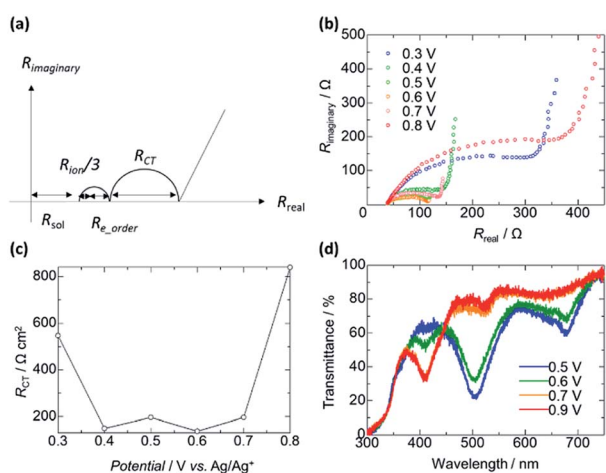 (a)
R_imaginary
R_ion/3
R_CT
R_real
R_sol
R_e_order
(b)
R_imaginary / Ω
500
400
300
200
100
0
0.3 V
0.4 V
0.5 V
0.6 V
0.7 V
0.8 V
0 100 200 300 400
R_real / Ω
(c)
R_CT / Ω cm²
800
600
400
200
0.3 0.4 0.5 0.6 0.7 0.8
Potential / V vs. Ag/Ag⁺
(d)
Transmittance / %
100
80
60
40
20
0
0.5 V
0.6 V
0.7 V
0.9 V
300 400 500 600 700
Wavelength / nm